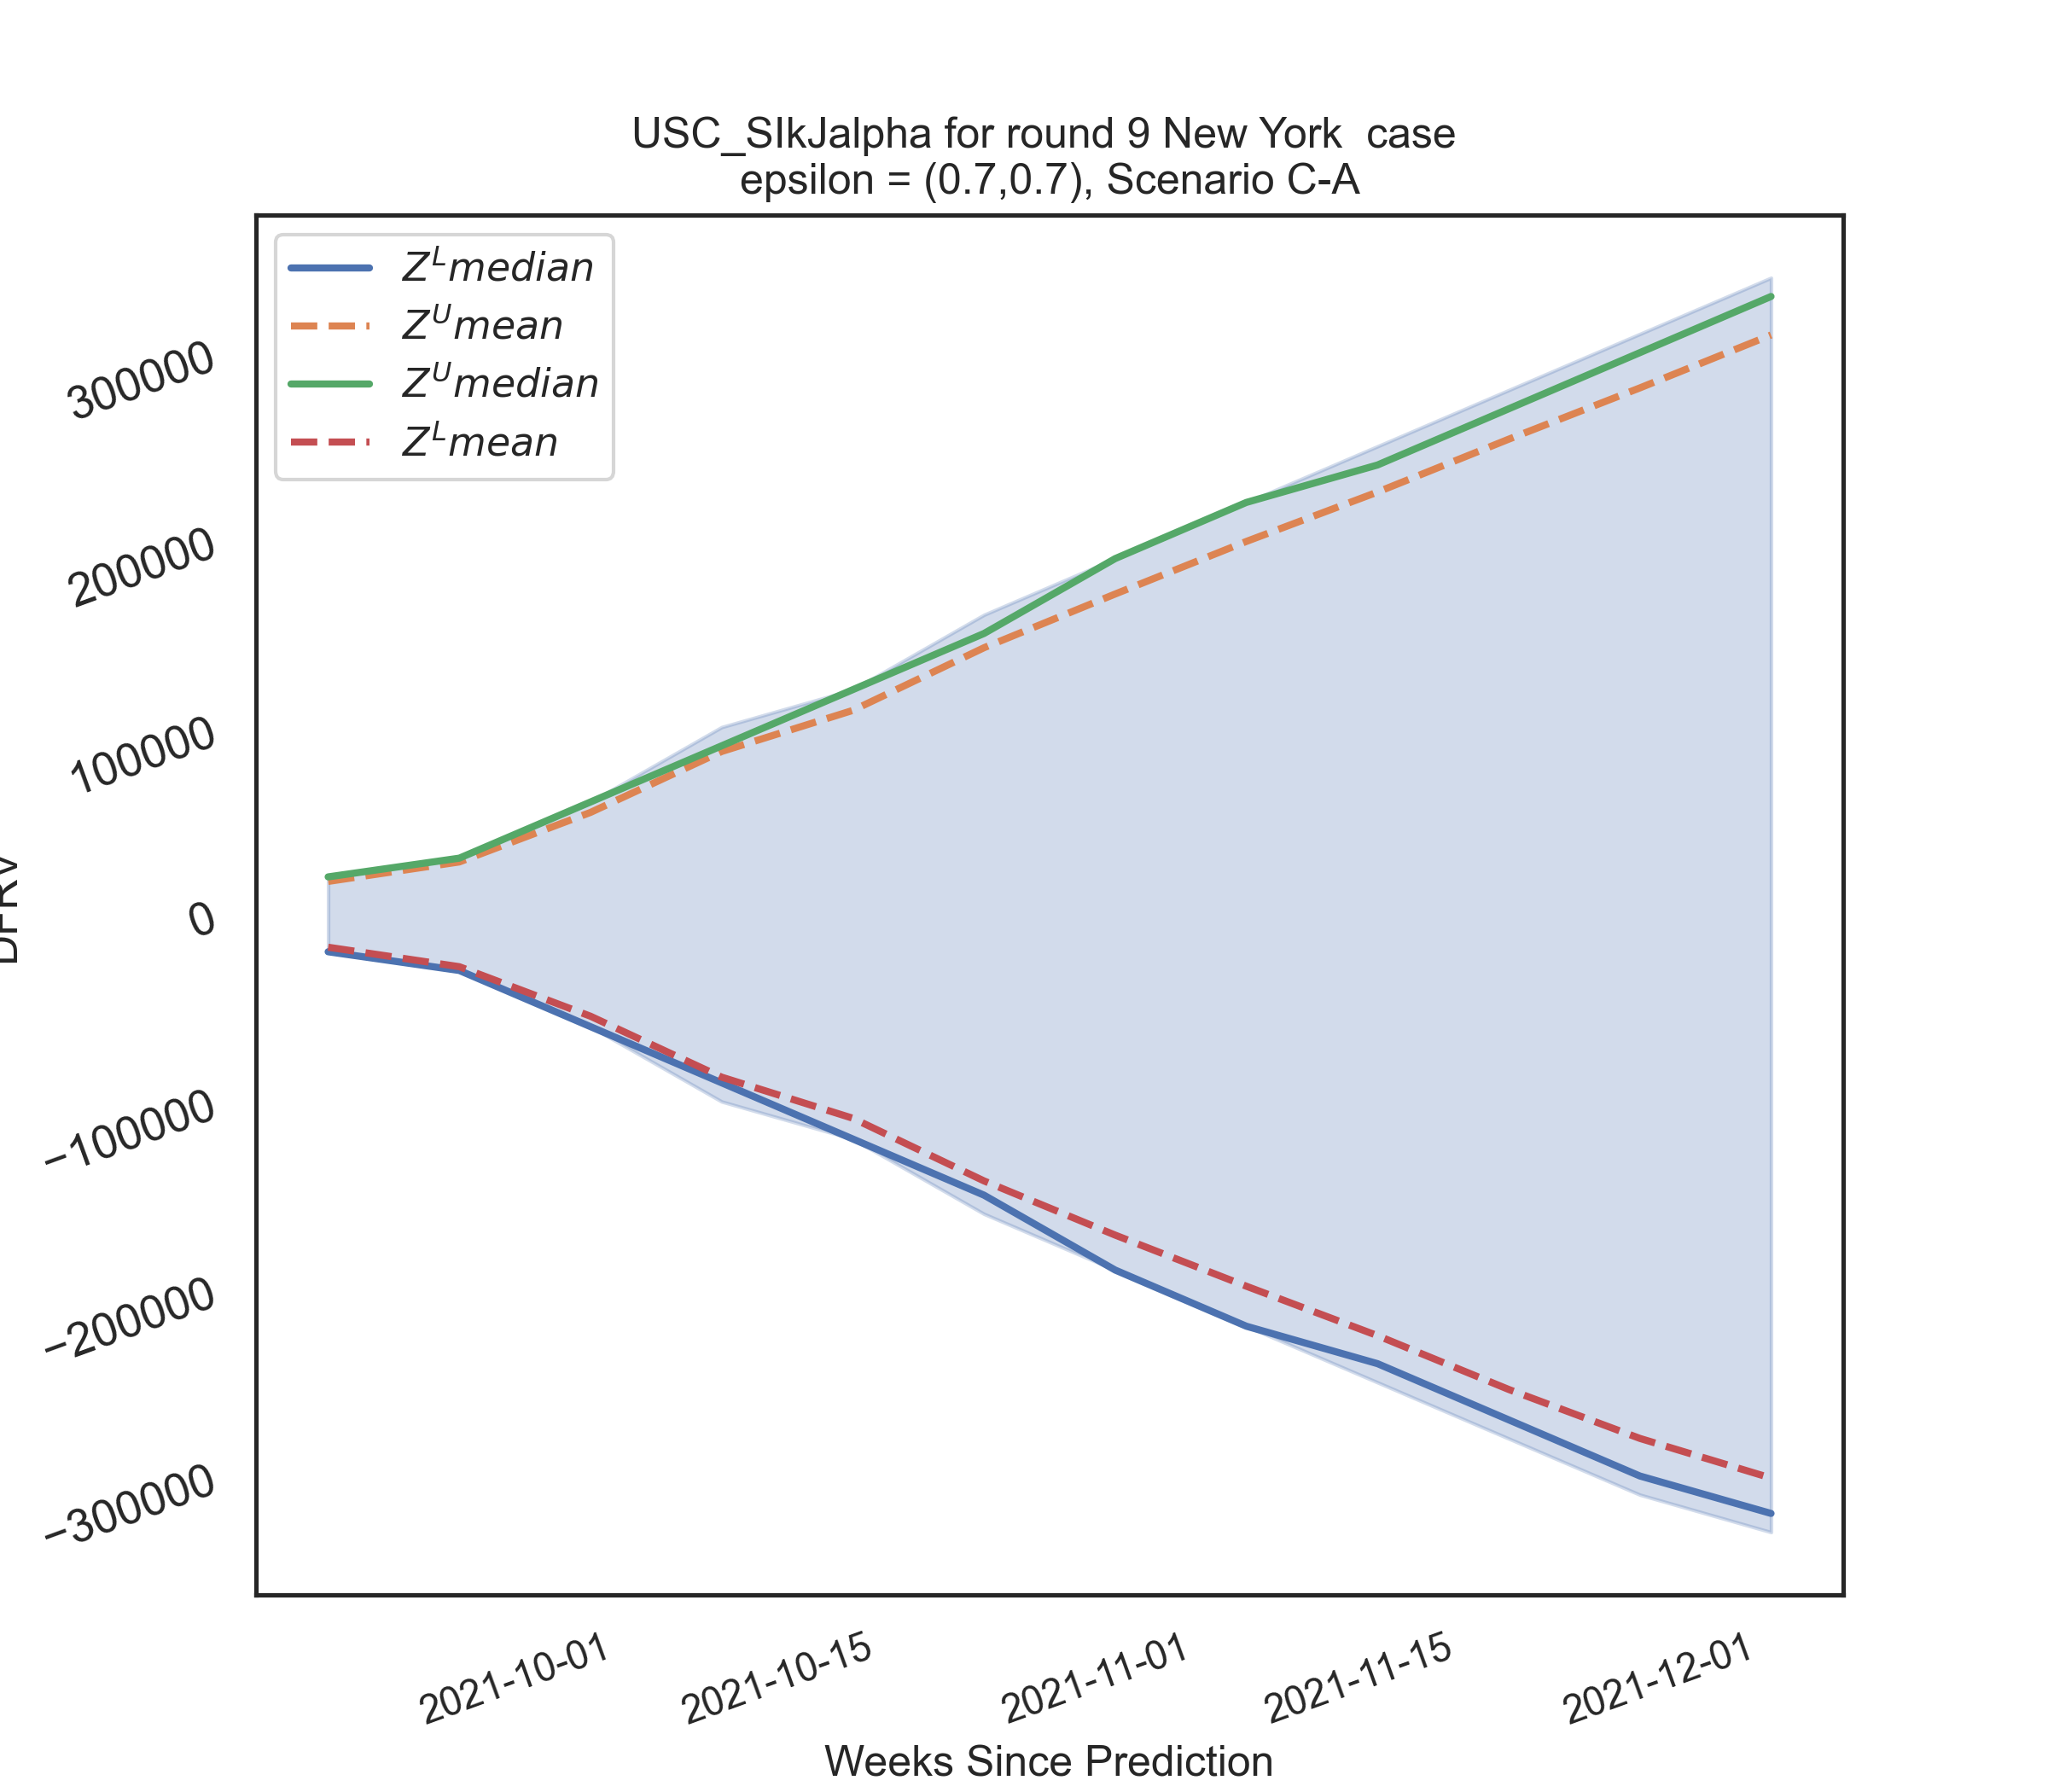 USC_SIkJalpha for round 9 New York  case
epsilon = (0.7,0.7), Scenario C-A
Z^L median
Z^U mean
Z^U median
Z^L mean
300000
200000
100000
0
−100000
−200000
−300000
2021-10-01
2021-10-15
2021-11-01
2021-11-15
2021-12-01
Weeks Since Prediction